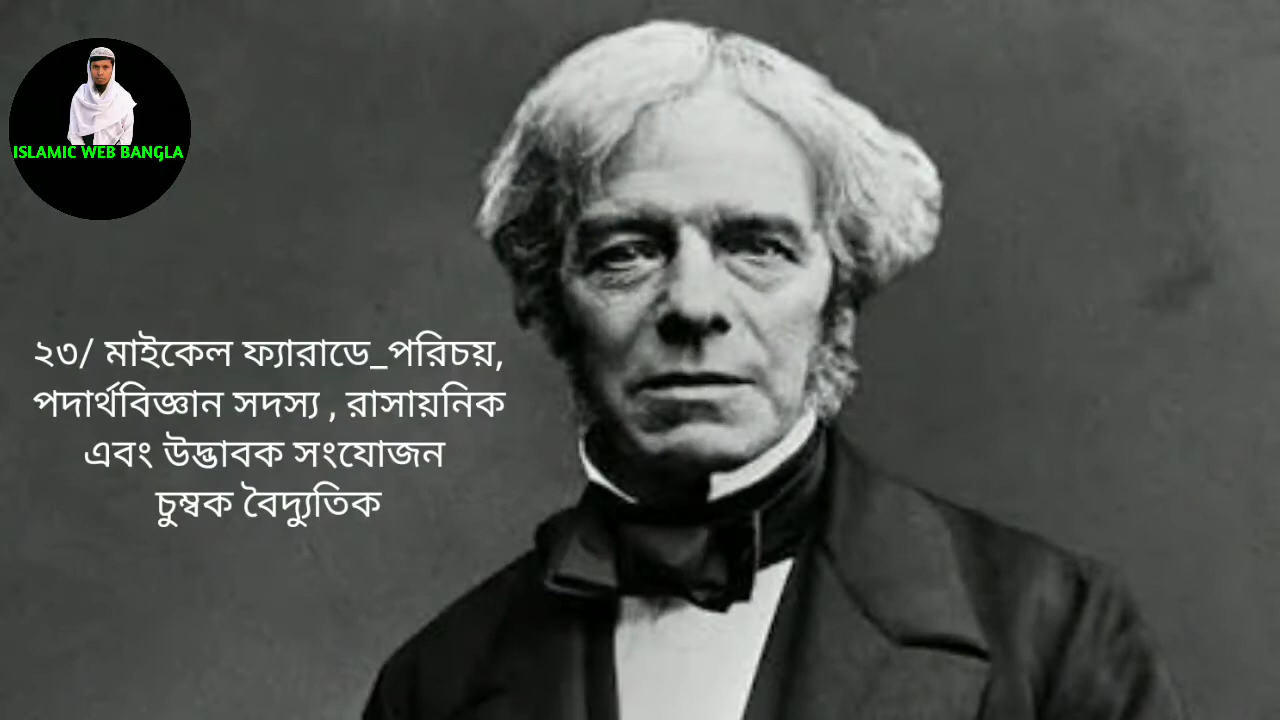 ISLAMIC WEB BANGLA
২৩/ মাইকেল ফ্যারাডে_পরিচয়,
পদার্থবিজ্ঞান সদস্য , রাসায়নিক
এবং উদ্ভাবক সংযোজন
চুম্বক বৈদ্যুতিক